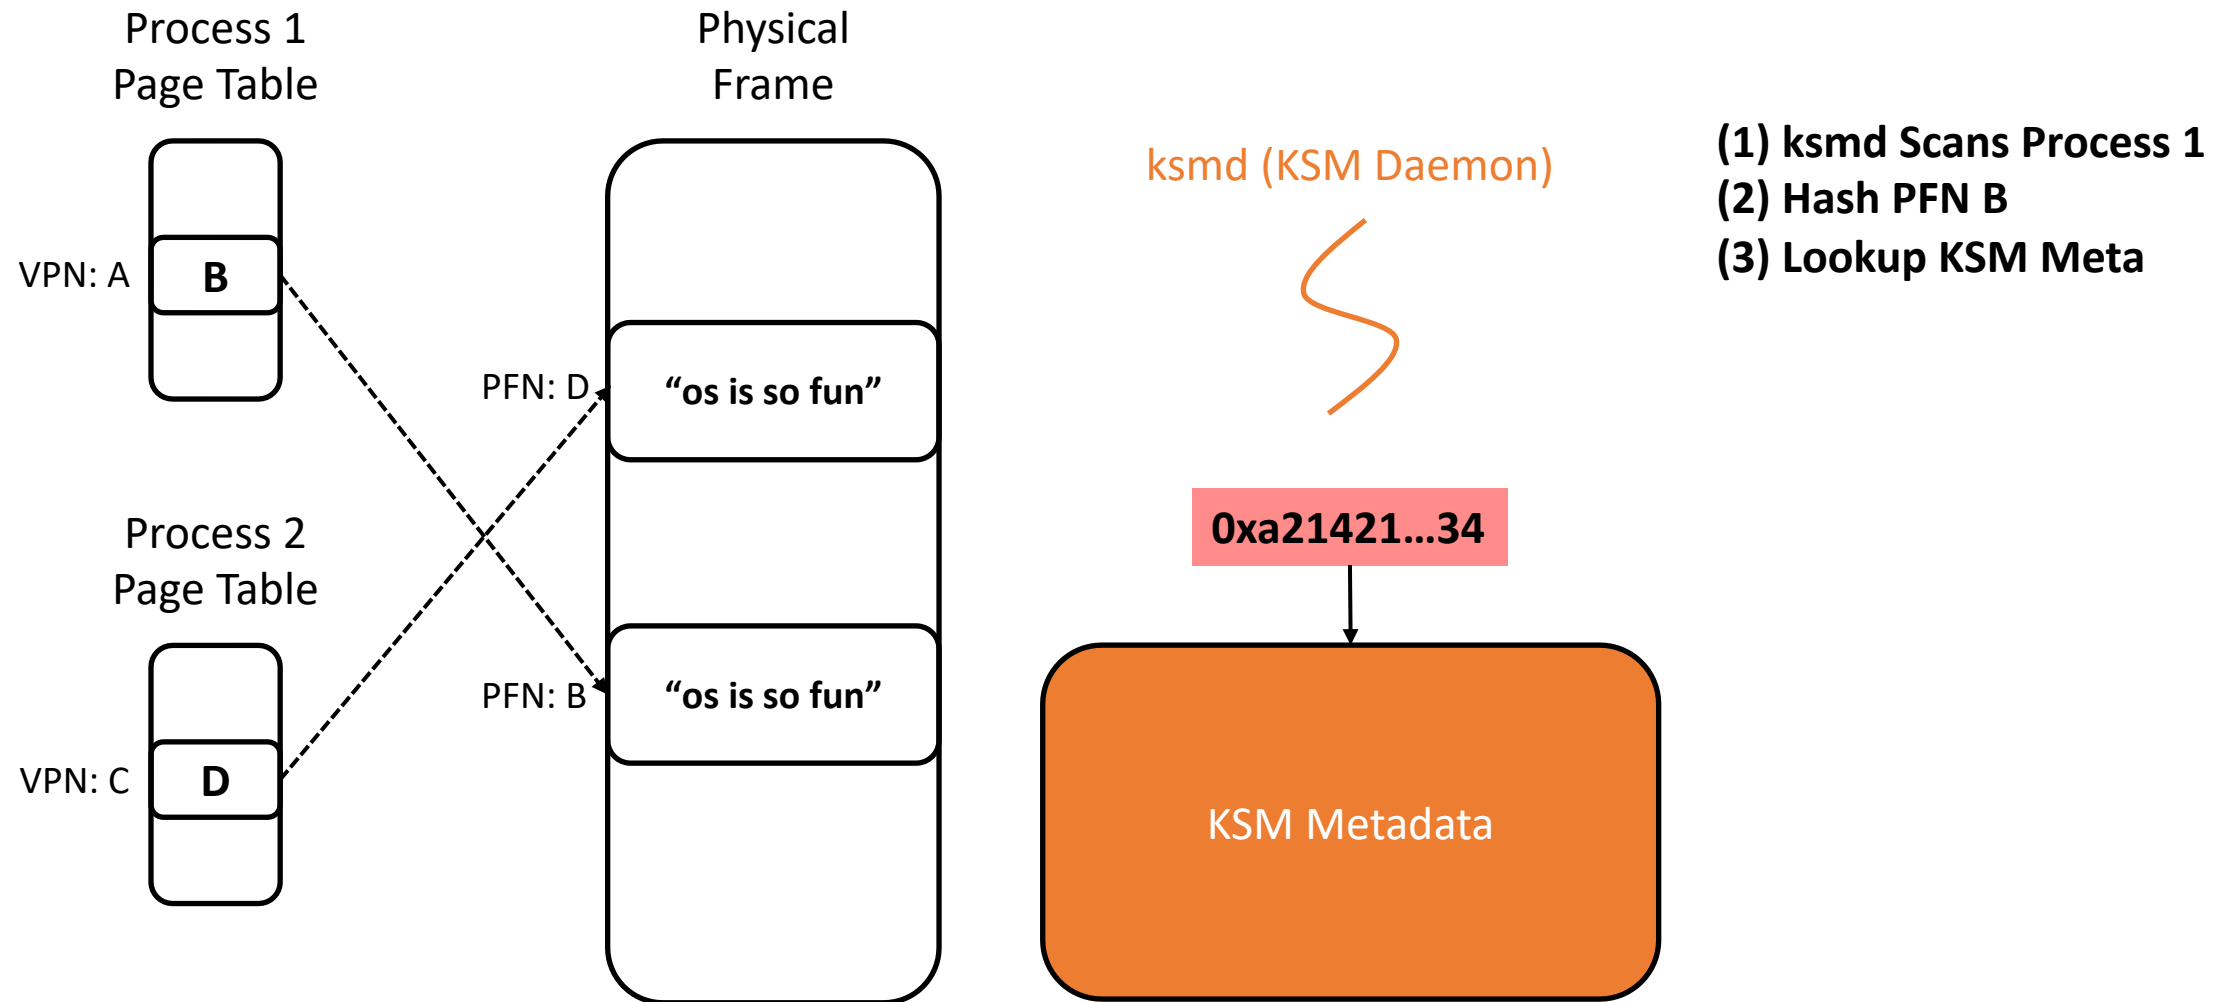 Process 1
Page Table
VPN: A
B
Process 2
Page Table
VPN: C
D
Physical
Frame
PFN: D
“os is so fun”
PFN: B
“os is so fun”
ksmd (KSM Daemon)
0xa21421...34
KSM Metadata
(1) ksmd Scans Process 1
(2) Hash PFN B
(3) Lookup KSM Meta